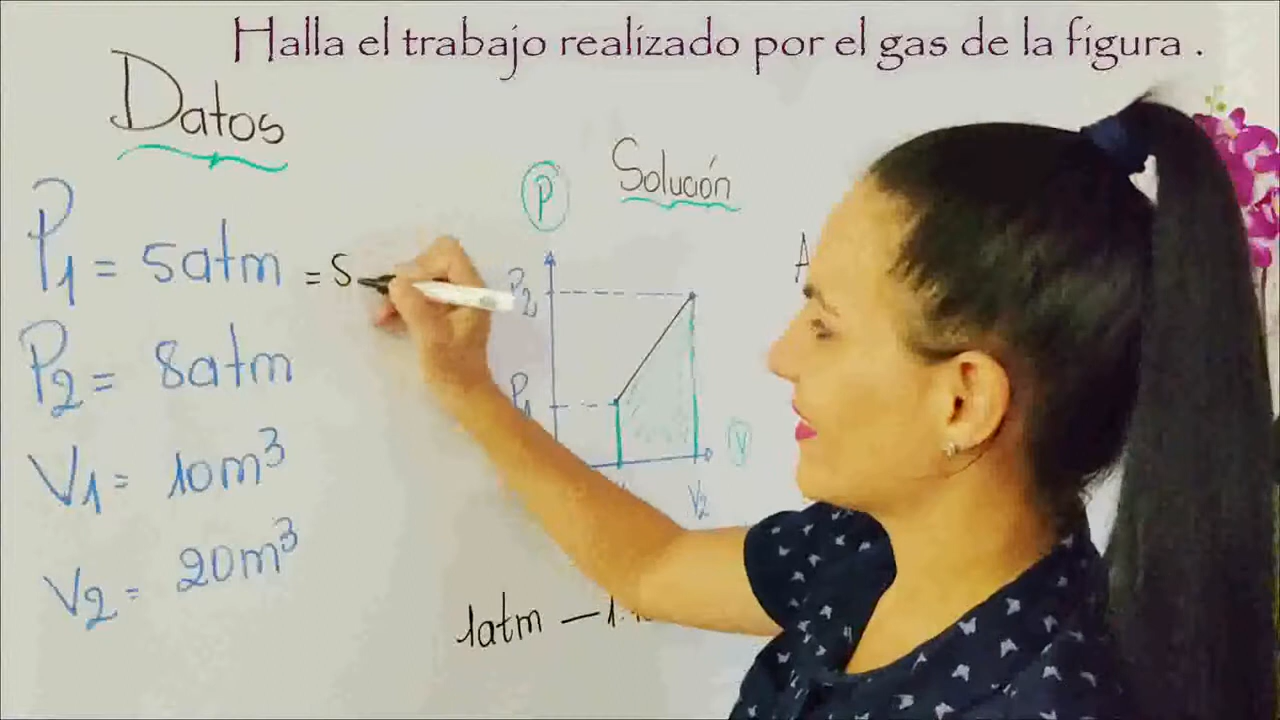 Halla el trabajo realizado por el gas de la figura .
Datos
P1 = 5atm = 5
P2 = 8atm
V1 = 10m³
V2 = 20m³
Solución
P
P2
P1
V
V2
A
1atm — 1.